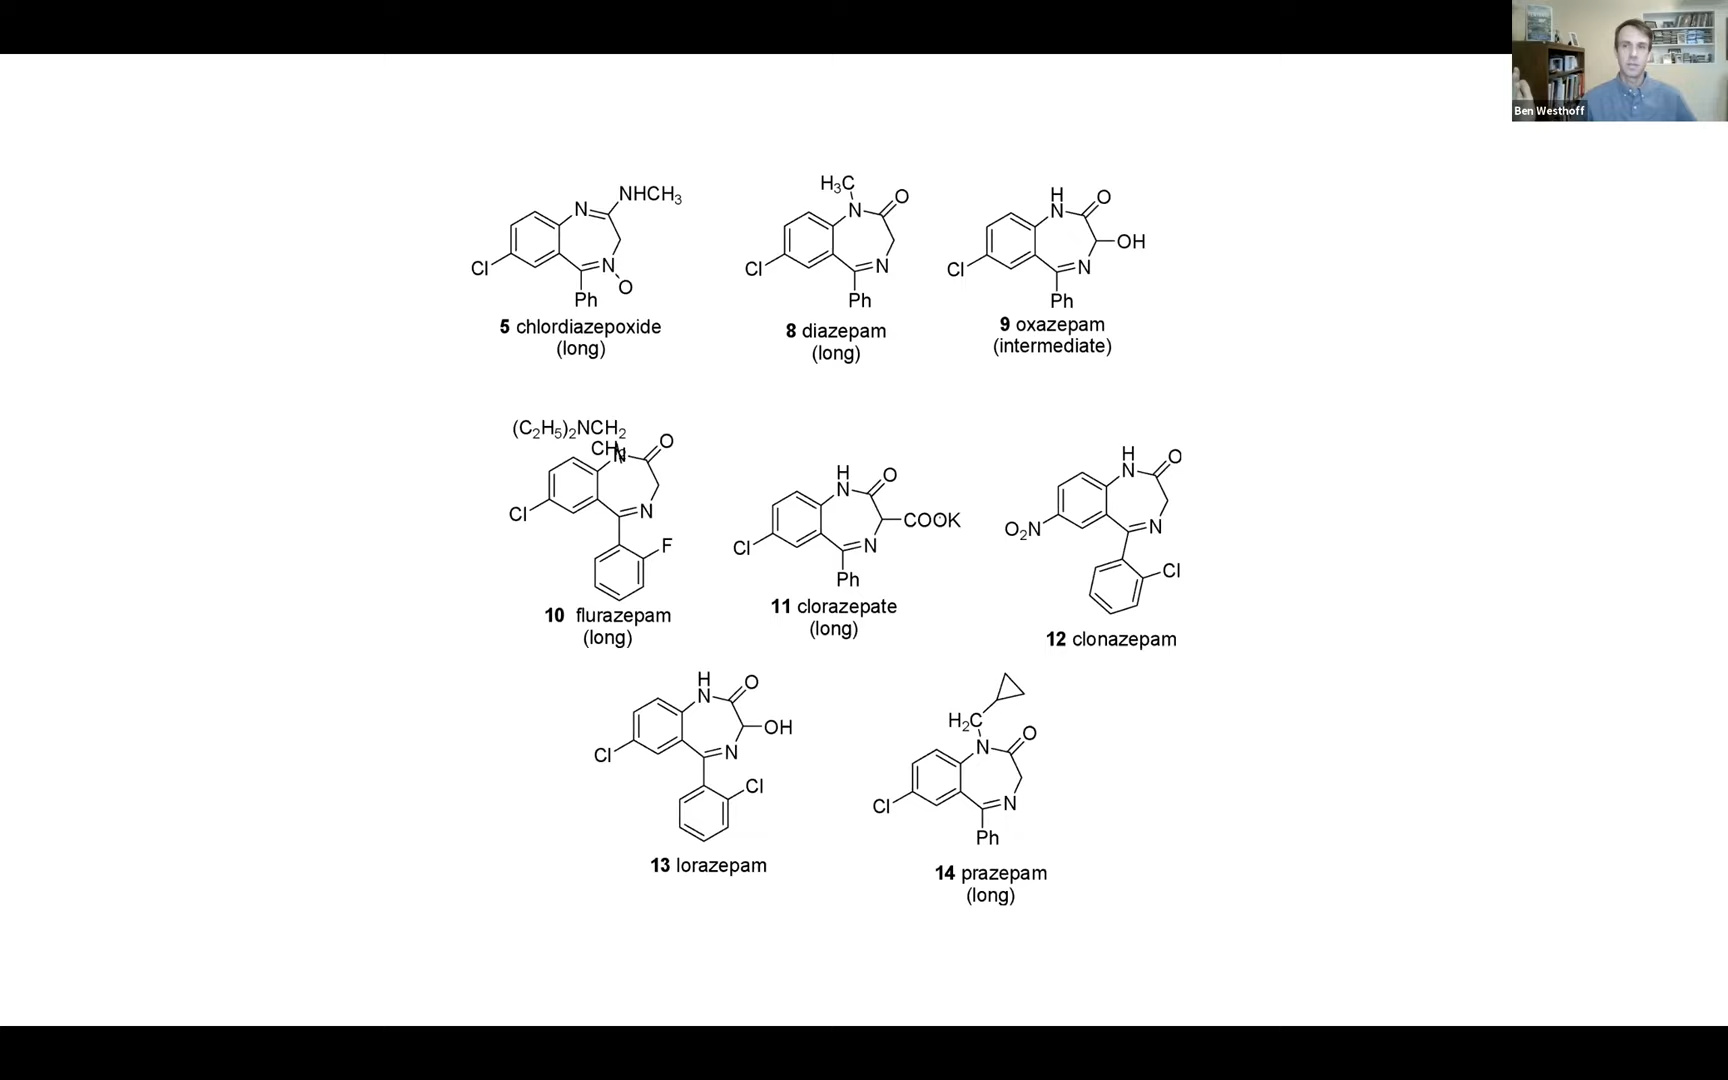 Ben Westhoff
NHCH3
N
N
O
Cl
Ph
5 chlordiazepoxide
(long)
H3C
N
O
Cl
N
Ph
8 diazepam
(long)
H
N
O
OH
Cl
N
Ph
9 oxazepam
(intermediate)
(C2H5)2NCH2
CH2
N
O
Cl
N
F
10 flurazepam
(long)
H
N
O
COOK
Cl
N
Ph
11 clorazepate
(long)
H
N
O
O2N
N
Cl
12 clonazepam
H
N
O
OH
Cl
N
Cl
13 lorazepam
H2C
N
O
Cl
N
Ph
14 prazepam
(long)